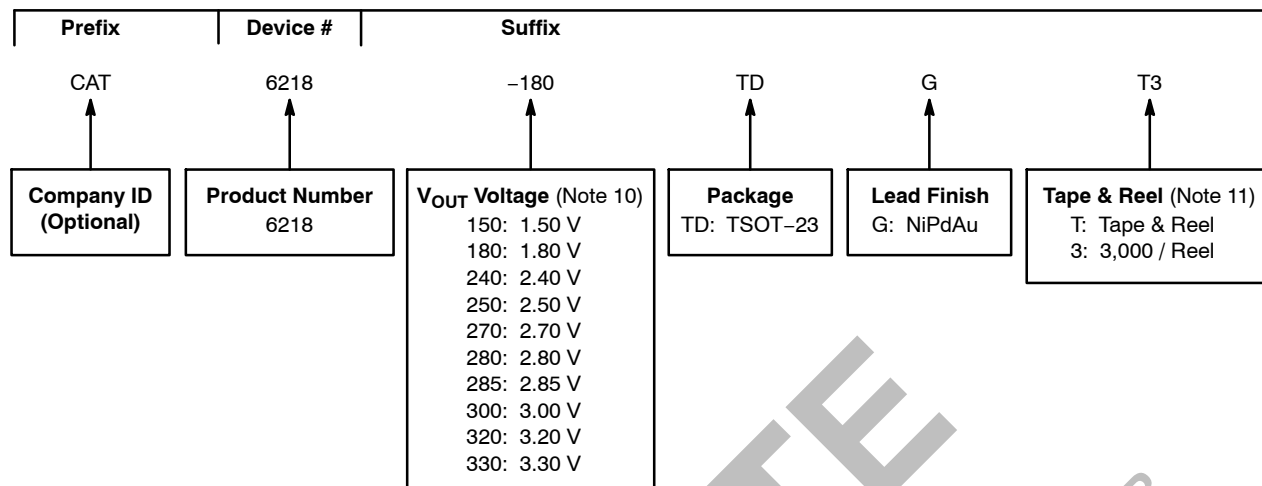 Prefix Device # Suffix
CAT 6218 −180 TD G T3
Company ID
(Optional)
Product Number
6218
VOUT Voltage (Note 10)
150: 1.50 V
180: 1.80 V
240: 2.40 V
250: 2.50 V
270: 2.70 V
280: 2.80 V
285: 2.85 V
300: 3.00 V
320: 3.20 V
330: 3.30 V
Package
TD: TSOT−23
Lead Finish
G: NiPdAu
Tape & Reel (Note 11)
T: Tape & Reel
3: 3,000 / Reel
TE